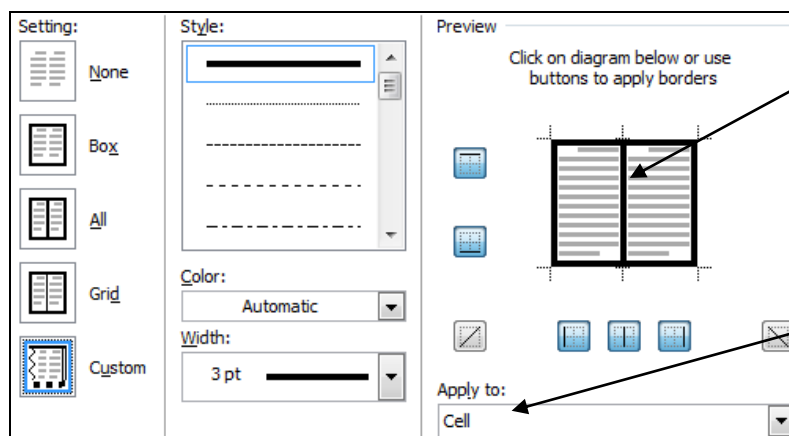 Setting:
None
Box
All
Grid
Custom
Style:
Color:
Automatic
Width:
3 pt
Preview
Click on diagram below or use
buttons to apply borders
Apply to:
Cell